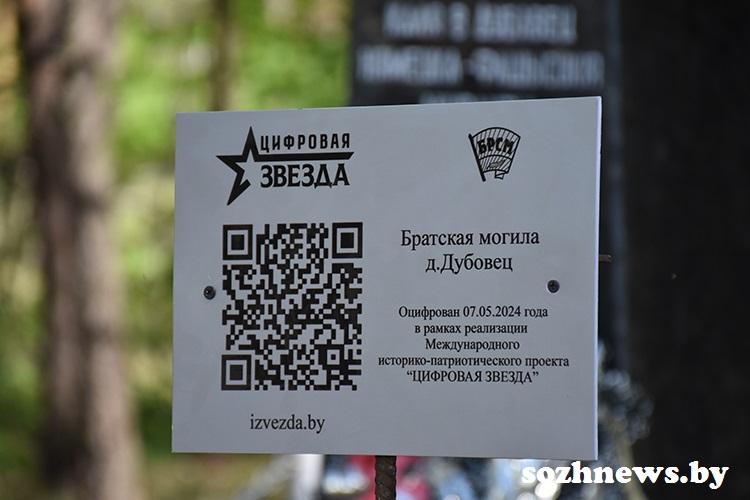 ЦИФРОВАЯ
ЗВЕЗДА
БРСМ
Братская могила
д.Дубовец
Оцифрован 07.05.2024 года
в рамках реализации
Международного
историко-патриотического проекта
“ЦИФРОВАЯ ЗВЕЗДА”
izvezda.by
sozhnews.by